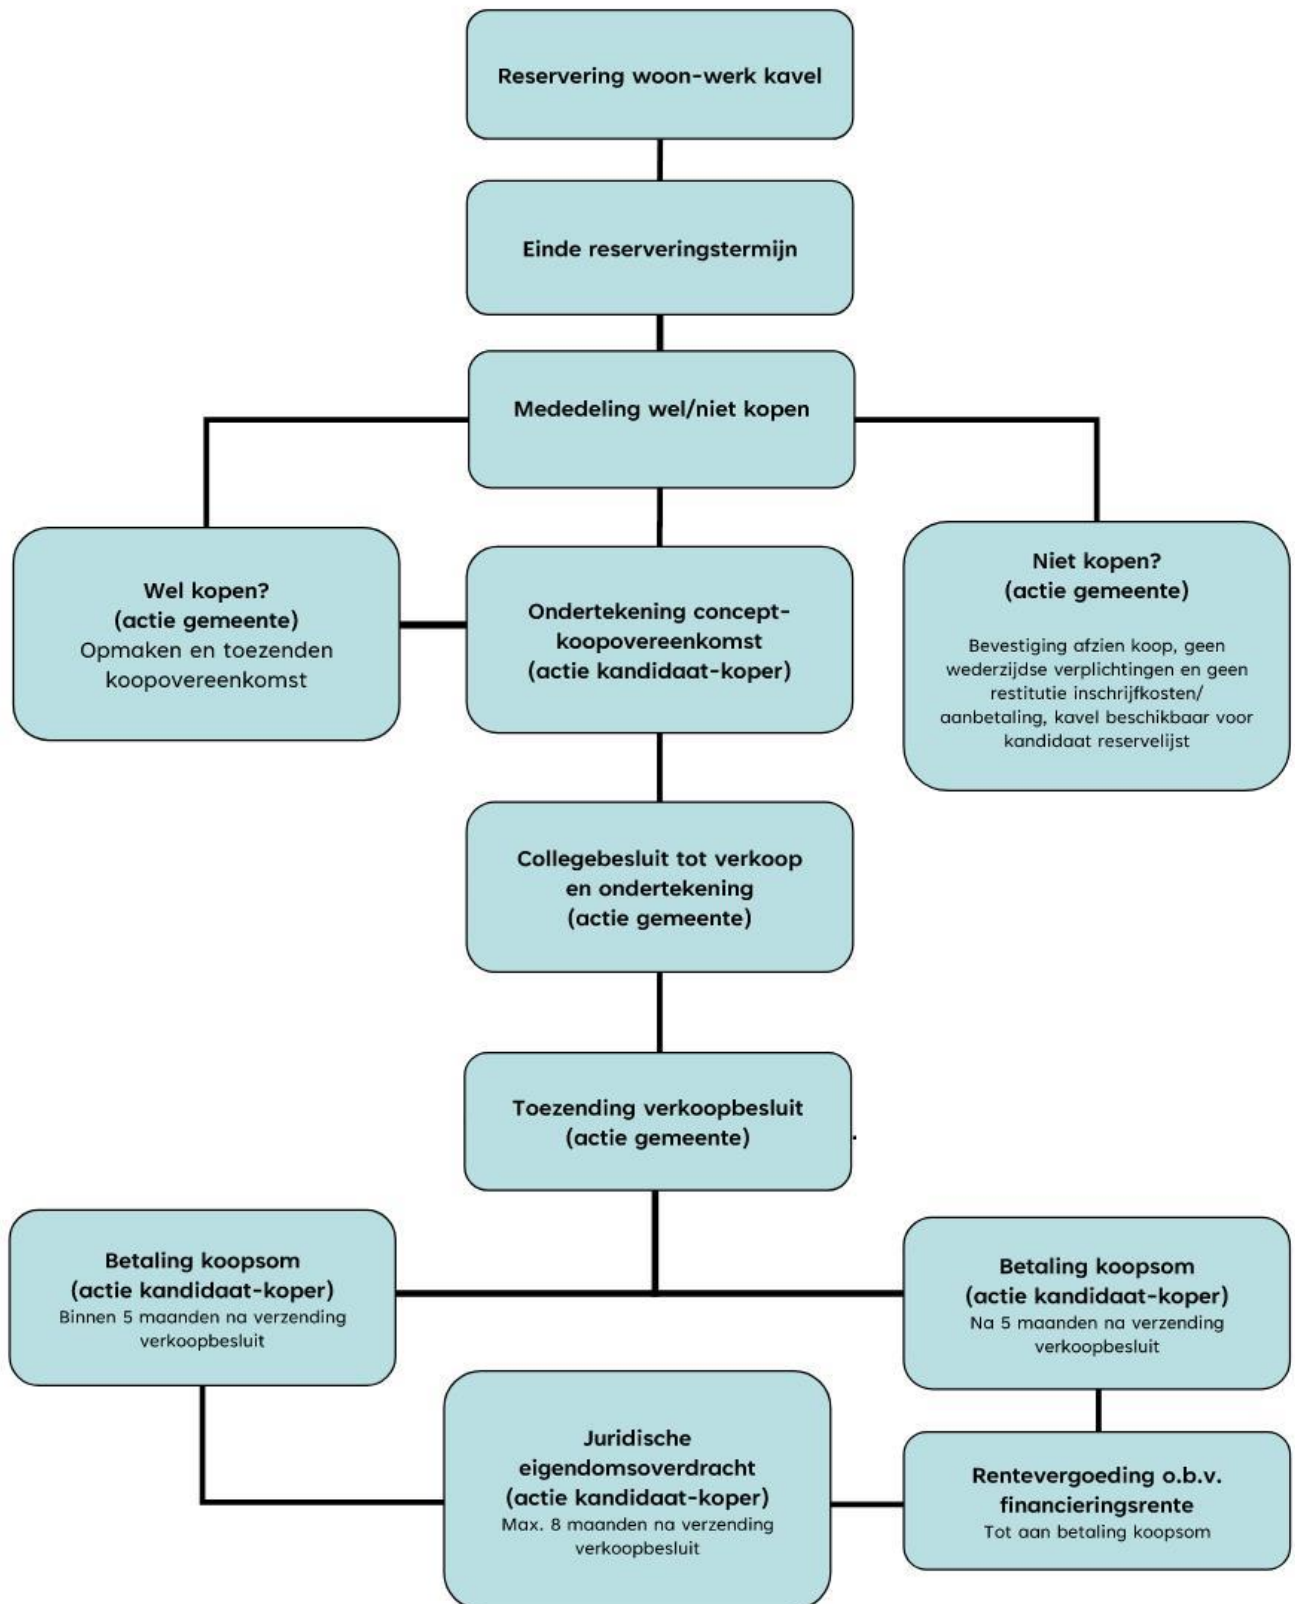 Reservering woon-werk kavel
Einde reserveringstermijn
Mededeling wel/niet kopen
Wel kopen?
(actie gemeente)
Opmaken en toezenden
koopovereenkomst
Ondertekening concept-
koopovereenkomst
(actie kandidaat-koper)
Niet kopen?
(actie gemeente)
Bevestiging afzien koop, geen
wederzijdse verplichtingen en geen
restitutie inschrijfkosten/
aanbetaling, kavel beschikbaar voor
kandidaat reservelijst
Collegebesluit tot verkoop
en ondertekening
(actie gemeente)
Toezending verkoopbesluit
(actie gemeente)
.
Betaling koopsom
(actie kandidaat-koper)
Binnen 5 maanden na verzending
verkoopbesluit
Betaling koopsom
(actie kandidaat-koper)
Na 5 maanden na verzending
verkoopbesluit
Juridische
eigendomsoverdracht
(actie kandidaat-koper)
Max. 8 maanden na verzending
verkoopbesluit
Rentevergoeding o.b.v.
financieringsrente
Tot aan betaling koopsom